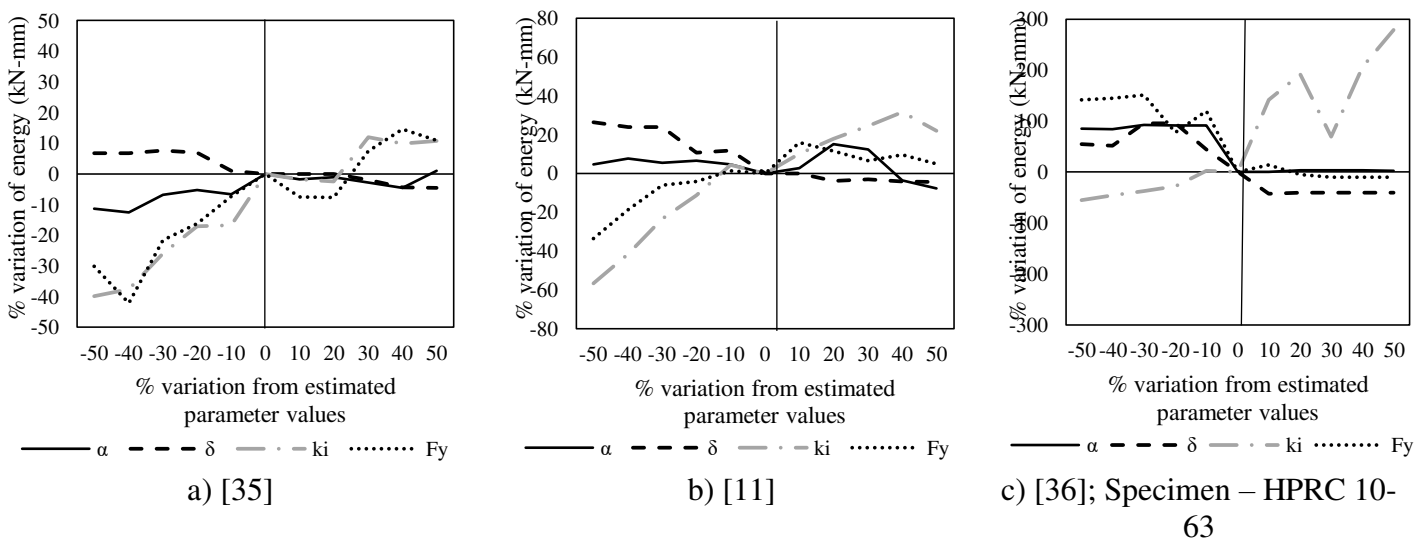 % variation of energy (kN-mm)
50
40
30
20
10
0
-10
-20
-30
-40
-50
-50 -40 -30 -20 -10 0 10 20 30 40 50
% variation from estimated
parameter values
α δ ki Fy
a) [35]
% variation of energy (kN-mm)
80
60
40
20
0
-20
-40
-60
-80
-50 -40 -30 -20 -10 0 10 20 30 40 50
% variation from estimated
parameter values
α δ ki Fy
b) [11]
% variation of energy (kN-mm)
300
200
100
0
-100
-200
-300
-50 -40 -30 -20 -10 0 10 20 30 40 50
% variation from estimated
parameter values
α δ ki Fy
c) [36]; Specimen – HPRC 10-
63